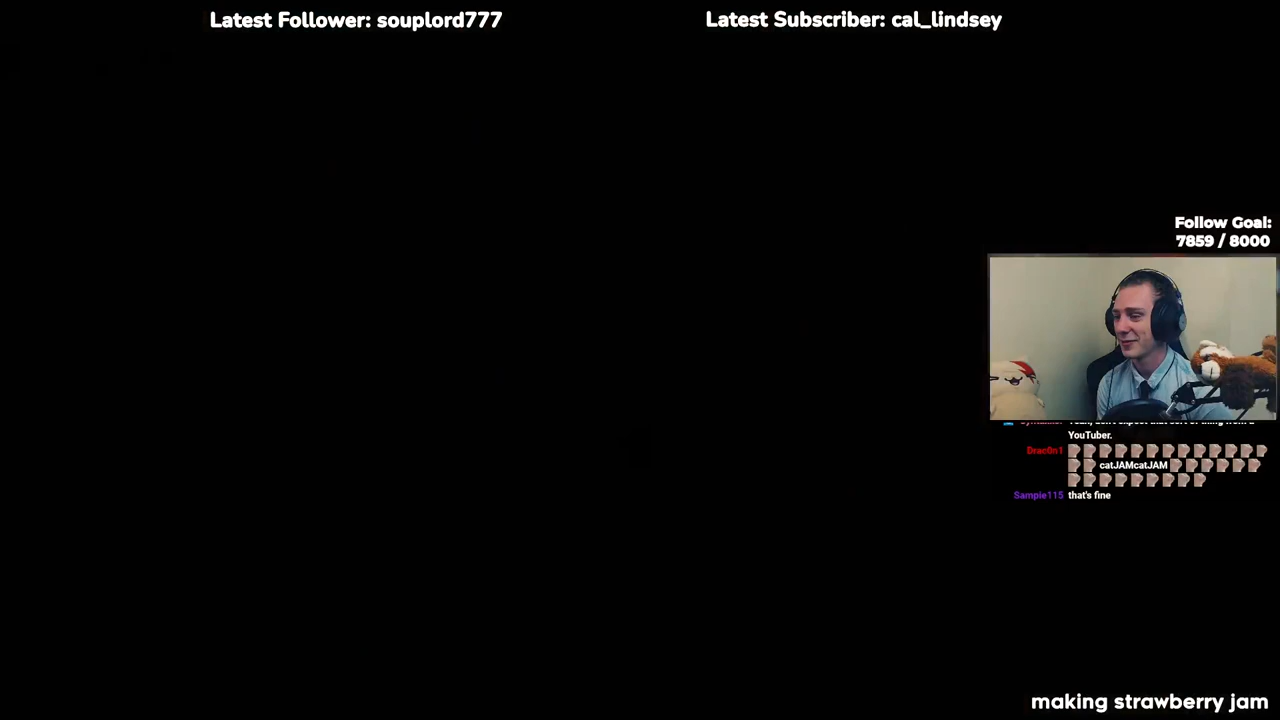 Latest Follower: souplord777
Latest Subscriber: cal_lindsey
Follow Goal:
7859 / 8000
YouTuber.
Drac0n1
catJAMcatJAM
Sample115 that's fine
making strawberry jam